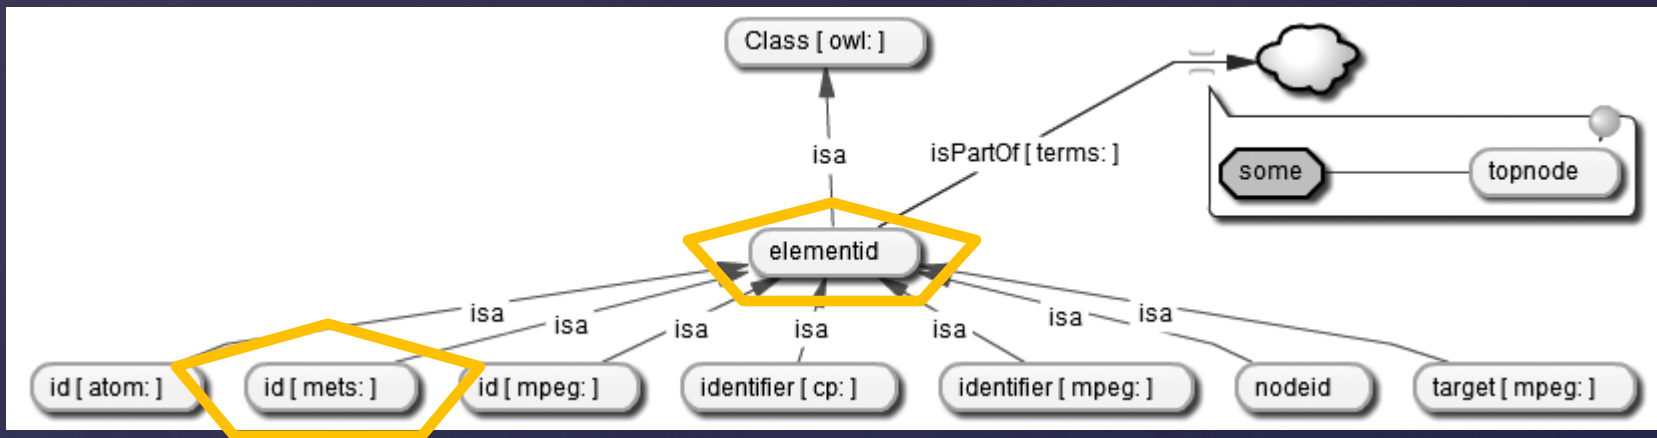 Class [ owl: ]
isa
isPartOf [ terms: ]
some
topnode
elementid
isa
isa
isa
isa
isa
isa
isa
id [ atom: ]
id [ mets: ]
id [ mpeg: ]
identifier [ cp: ]
identifier [ mpeg: ]
nodeid
target [ mpeg: ]